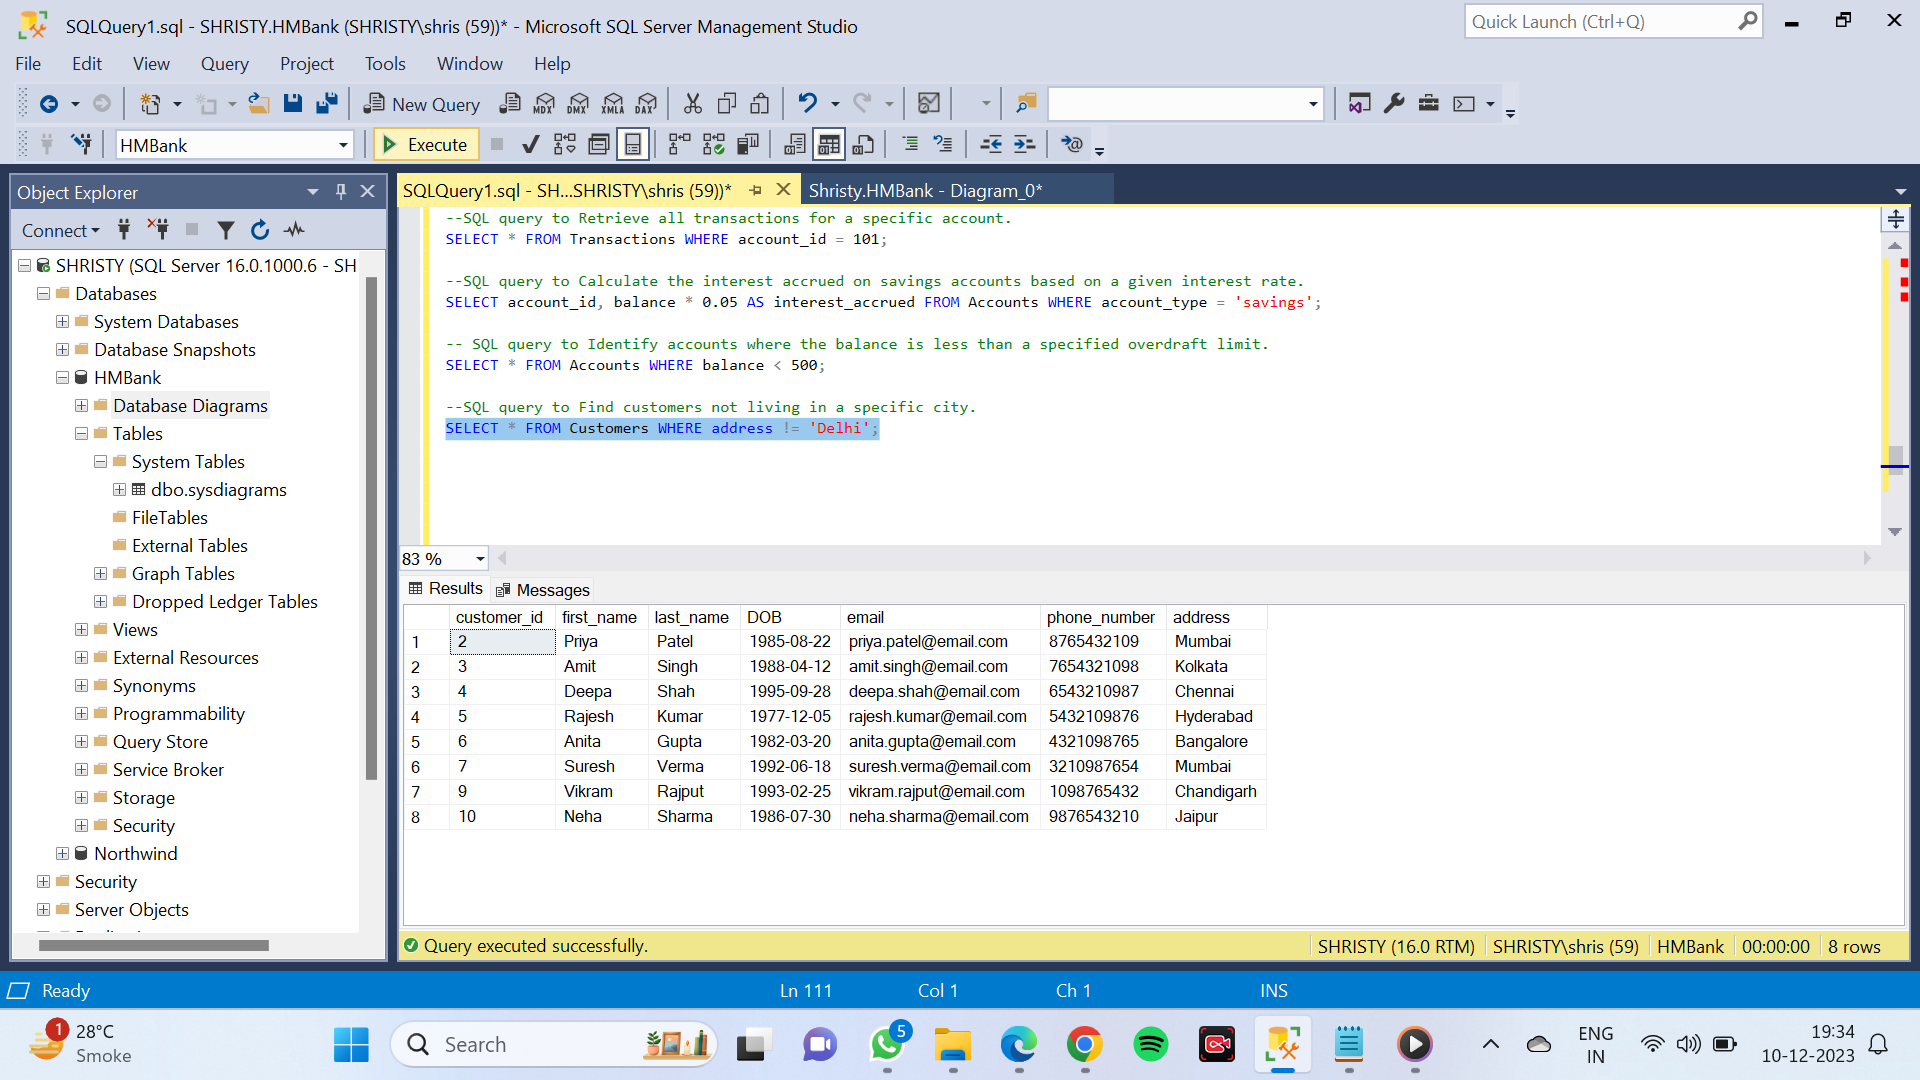 SQLQuery1.sql - SHRISTY.HMBank (SHRISTY\shris (59))* - Microsoft SQL Server Management Studio
Quick Launch (Ctrl+Q)
File Edit View Query Project Tools Window Help
New Query MDX DMX XMLA DAX
HMBank Execute
Object Explorer
SQLQuery1.sql - SH...SHRISTY\shris (59))* Shristy.HMBank - Diagram_0*
Connect
SHRISTY (SQL Server 16.0.1000.6 - SH
Databases
System Databases
Database Snapshots
HMBank
Database Diagrams
Tables
System Tables
dbo.sysdiagrams
FileTables
External Tables
Graph Tables
Dropped Ledger Tables
Views
External Resources
Synonyms
Programmability
Query Store
Service Broker
Storage
Security
Northwind
Security
Server Objects
--SQL query to Retrieve all transactions for a specific account.
SELECT * FROM Transactions WHERE account_id = 101;
--SQL query to Calculate the interest accrued on savings accounts based on a given interest rate.
SELECT account_id, balance * 0.05 AS interest_accrued FROM Accounts WHERE account_type = 'savings';
-- SQL query to Identify accounts where the balance is less than a specified overdraft limit.
SELECT * FROM Accounts WHERE balance < 500;
--SQL query to Find customers not living in a specific city.
SELECT * FROM Customers WHERE address != 'Delhi';
83 %
Results Messages
customer_id first_name last_name DOB email phone_number address
1 2 Priya Patel 1985-08-22 priya.patel@email.com 8765432109 Mumbai
2 3 Amit Singh 1988-04-12 amit.singh@email.com 7654321098 Kolkata
3 4 Deepa Shah 1995-09-28 deepa.shah@email.com 6543210987 Chennai
4 5 Rajesh Kumar 1977-12-05 rajesh.kumar@email.com 5432109876 Hyderabad
5 6 Anita Gupta 1982-03-20 anita.gupta@email.com 4321098765 Bangalore
6 7 Suresh Verma 1992-06-18 suresh.verma@email.com 3210987654 Mumbai
7 9 Vikram Rajput 1993-02-25 vikram.rajput@email.com 1098765432 Chandigarh
8 10 Neha Sharma 1986-07-30 neha.sharma@email.com 9876543210 Jaipur
Query executed successfully. SHRISTY (16.0 RTM) SHRISTY\shris (59) HMBank 00:00:00 8 rows
Ready Ln 111 Col 1 Ch 1 INS
1 28°C
Smoke
Search
5
ENG
IN
19:34
10-12-2023